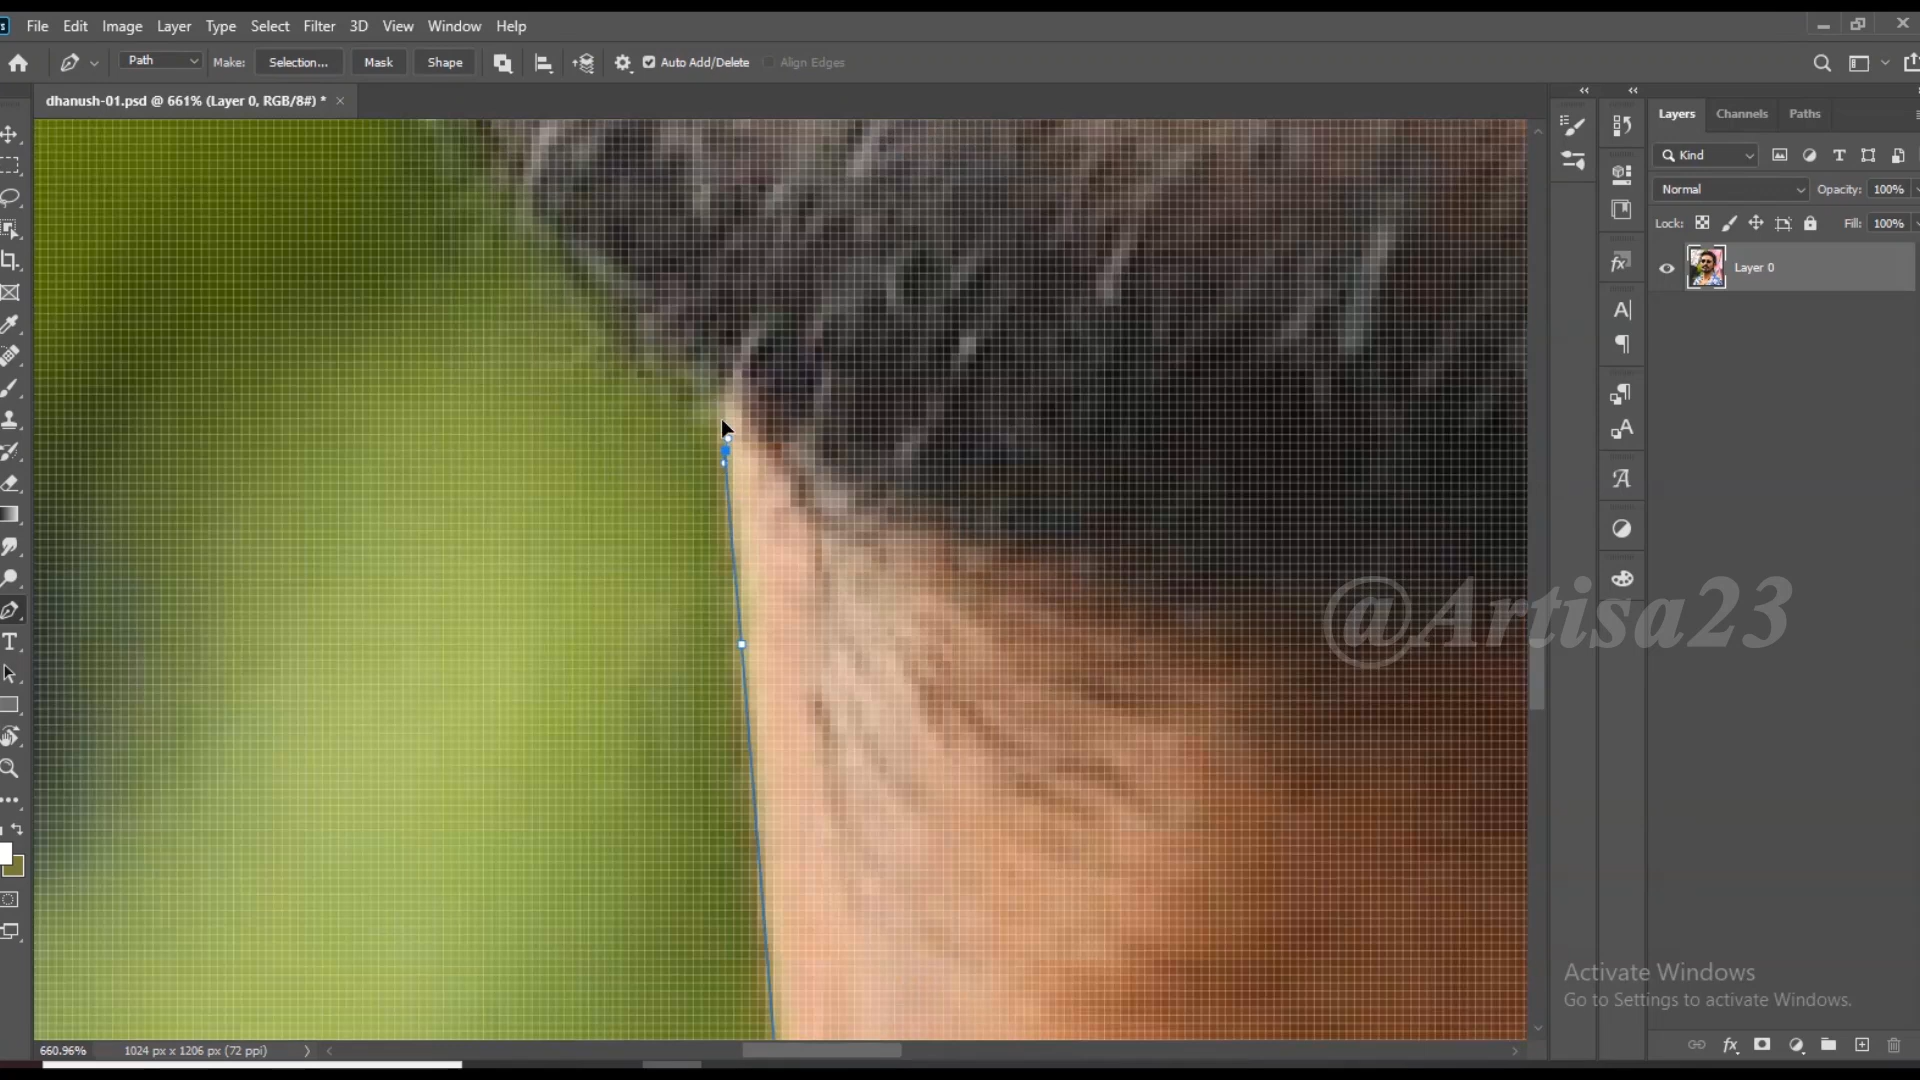 File Edit Image Layer Type Select Filter 3D View Window Help
Path Make: Selection... Mask Shape Auto Add/Delete Align Edges
dhanush-01.psd @ 661% (Layer 0, RGB/8#) * ×
Layers Channels Paths
Kind
Normal Opacity: 100%
Lock: Fill: 100%
Layer 0
@Artisa23
Activate Windows
Go to Settings to activate Windows.
660.96% 1024 px x 1206 px (72 ppi)